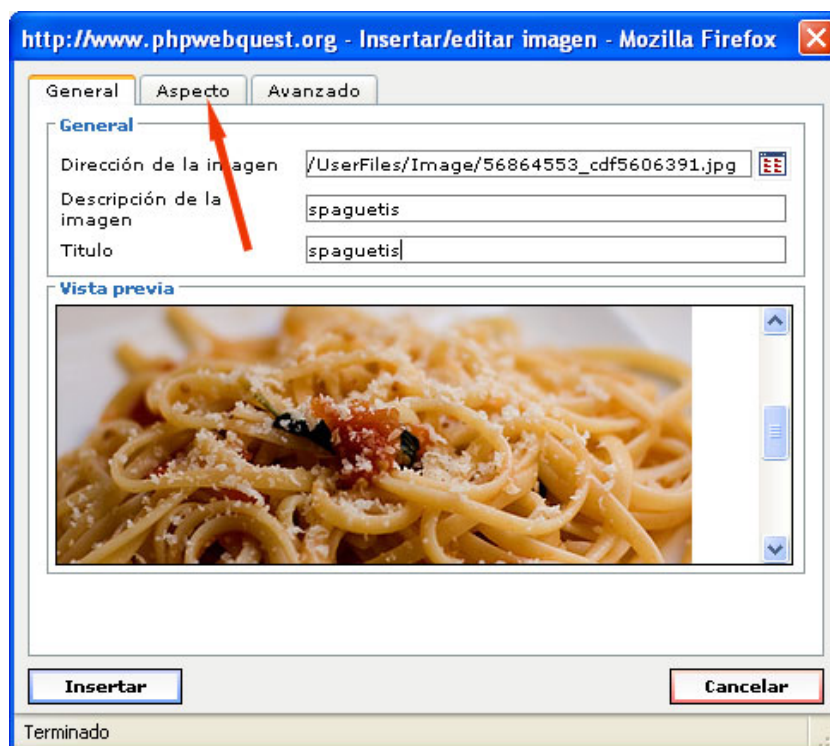 http://www.phpwebquest.org - Insertar/editar imagen - Mozilla Firefox
General Aspecto Avanzado
General
Dirección de la imagen /UserFiles/Image/56864553_cdf5606391.jpg
Descripción de la
imagen spaguetis
Titulo spaguetis
Vista previa
Insertar Cancelar
Terminado